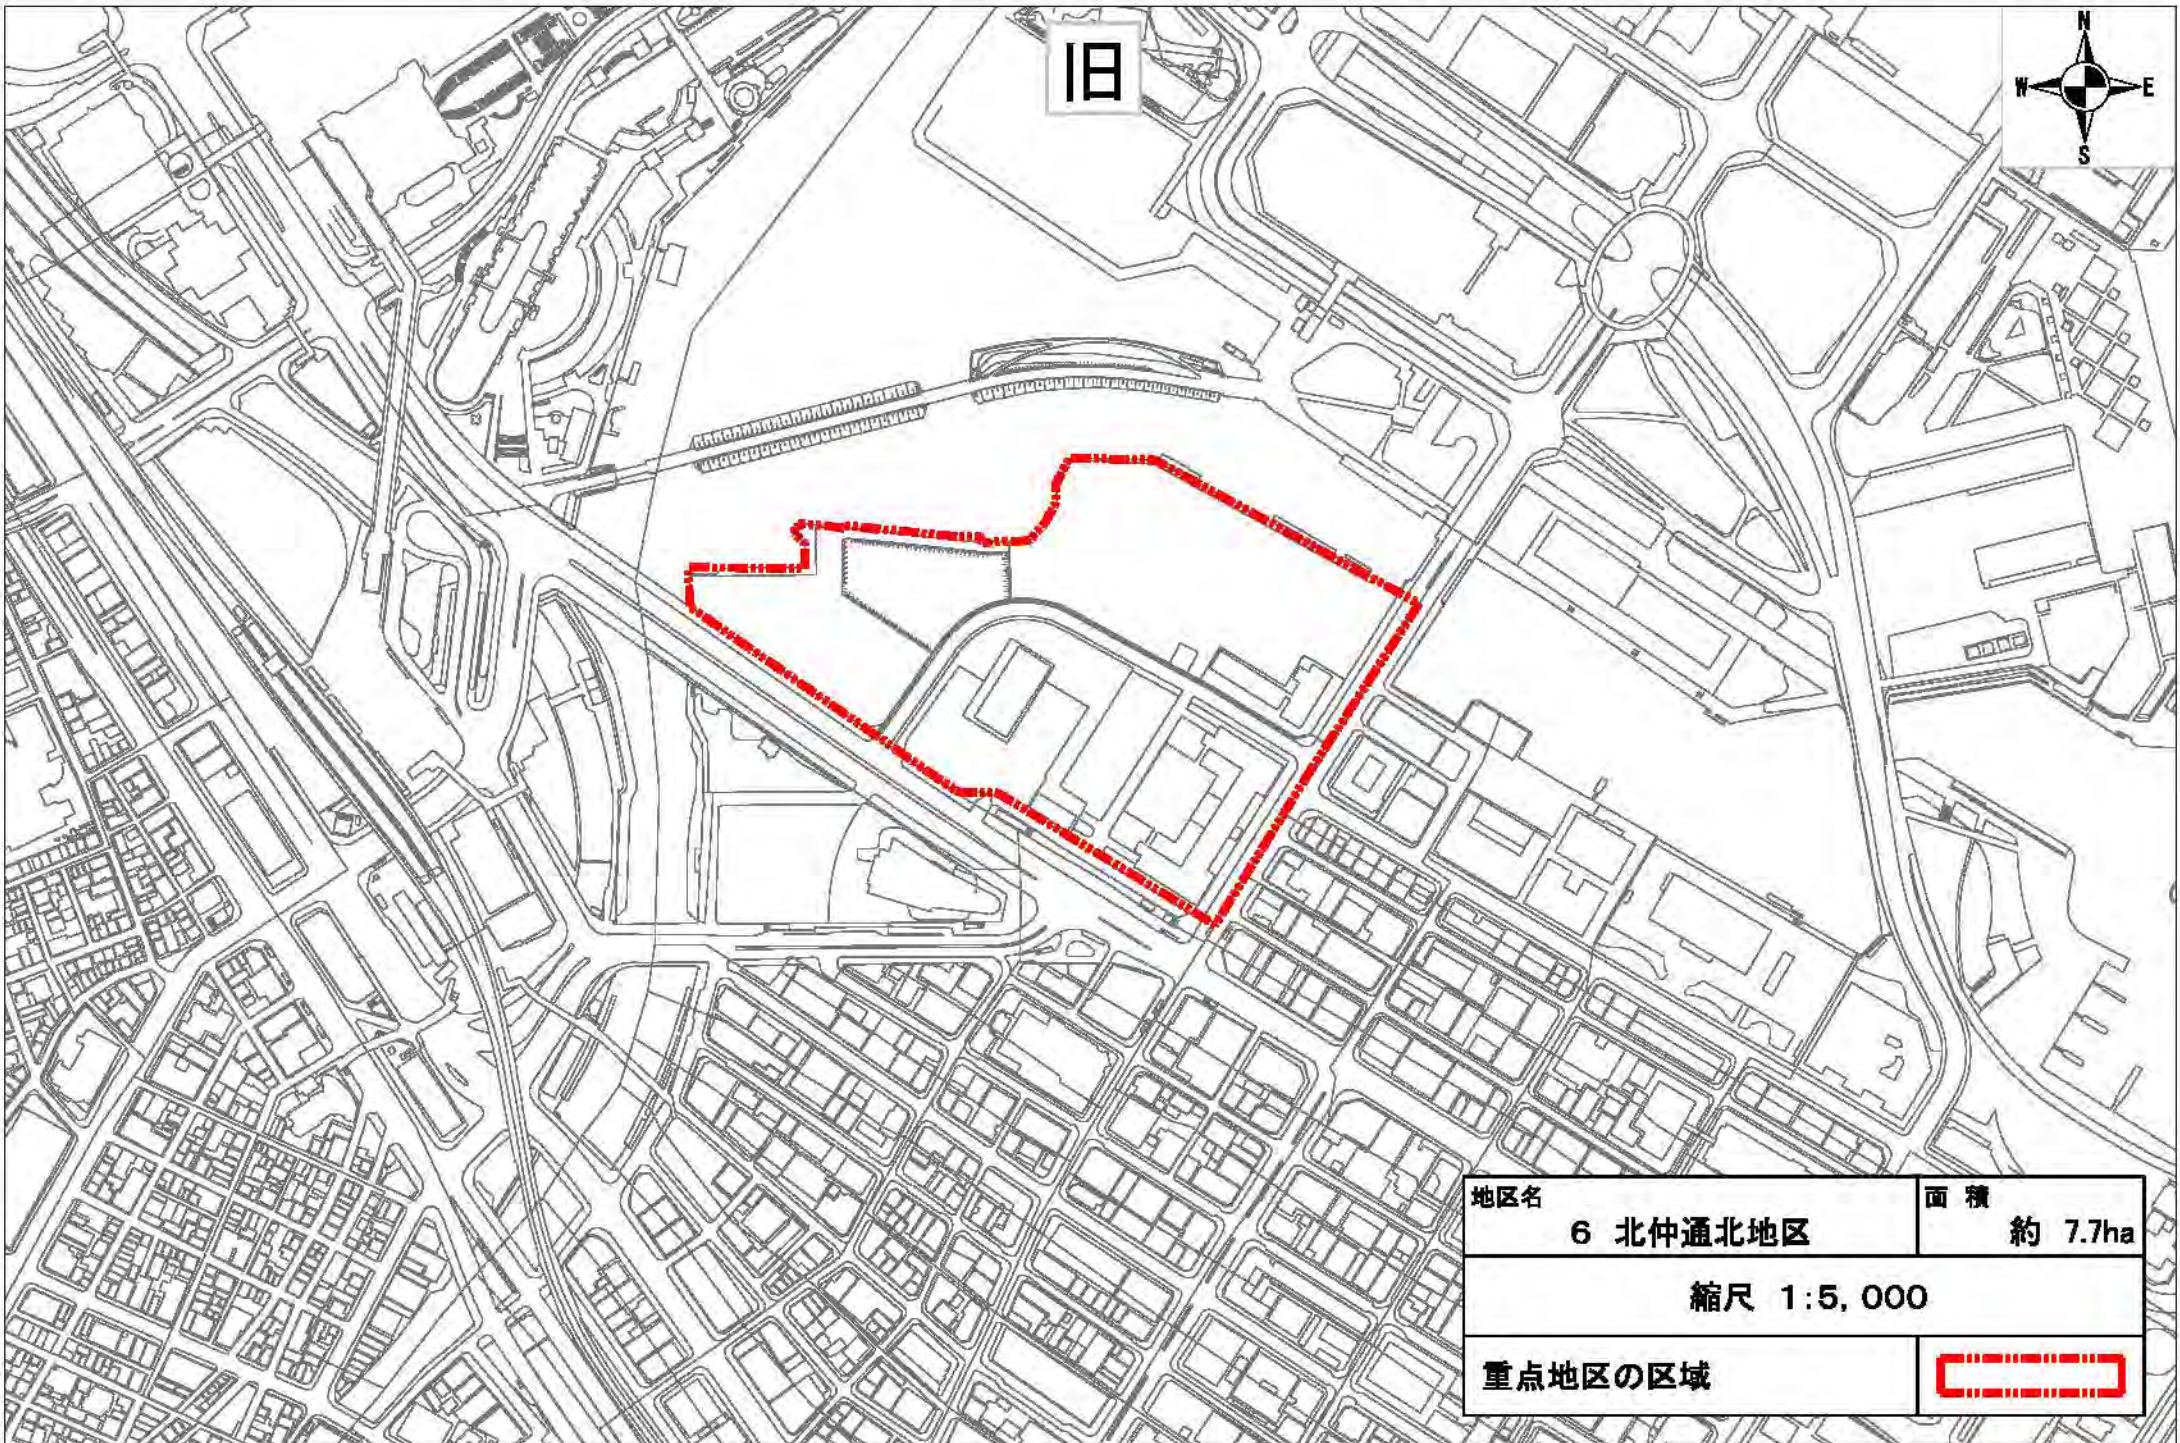 旧
N
W E
S
地区名
6 北仲通北地区
面 積
約 7.7ha
縮尺 1:5,000
重点地区の区域